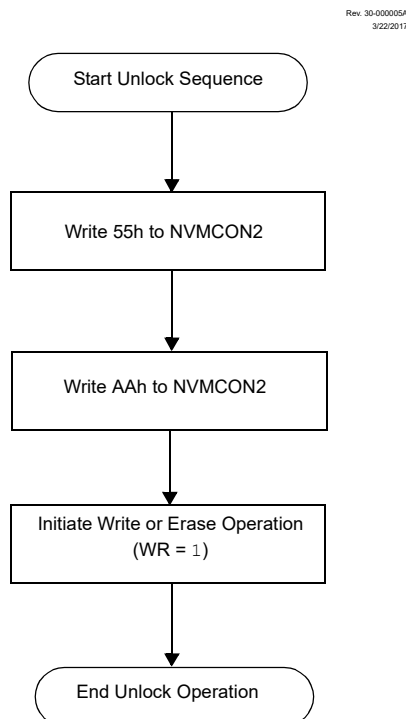 Rev. 30-000005A
3/22/2017
Start Unlock Sequence
Write 55h to NVMCON2
Write AAh to NVMCON2
Initiate Write or Erase Operation
(WR = 1)
End Unlock Operation